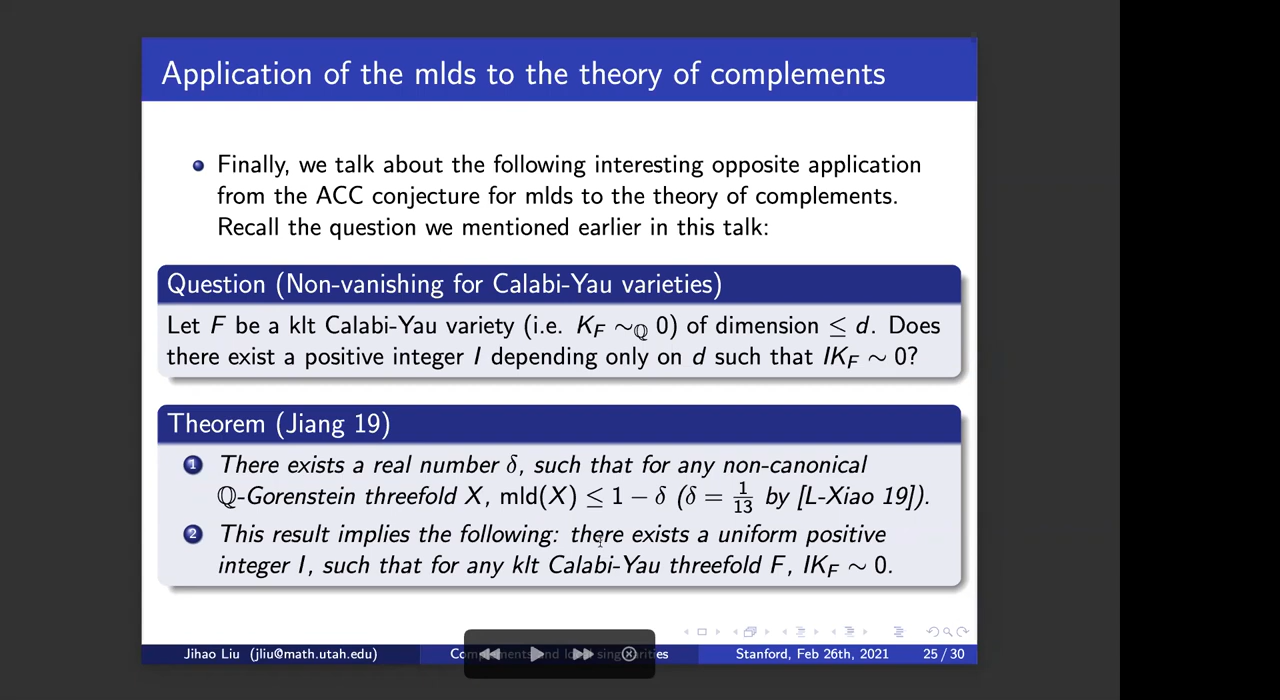 Application of the mlds to the theory of complements
Finally, we talk about the following interesting opposite application
from the ACC conjecture for mlds to the theory of complements.
Recall the question we mentioned earlier in this talk:
Question (Non-vanishing for Calabi-Yau varieties)
Let F be a klt Calabi-Yau variety (i.e. K_F ∼_ℚ 0) of dimension ≤ d. Does
there exist a positive integer I depending only on d such that IK_F ∼ 0?
Theorem (Jiang 19)
1 There exists a real number δ, such that for any non-canonical
ℚ-Gorenstein threefold X, mld(X) ≤ 1 − δ (δ = 1/13 by [L-Xiao 19]).
2 This result implies the following: there exists a uniform positive
integer I, such that for any klt Calabi-Yau threefold F, IK_F ∼ 0.
Jihao Liu (jliu@math.utah.edu)
Complements and local singularities
Stanford, Feb 26th, 2021
25 / 30